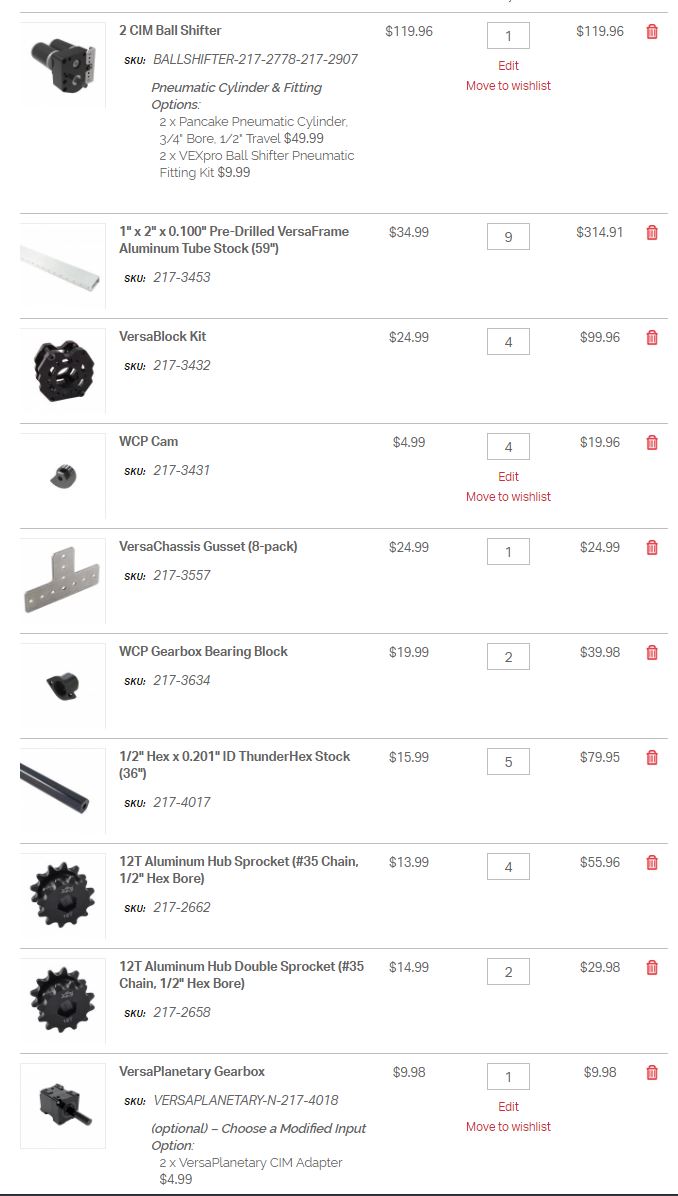 2 CIM Ball Shifter $119.96 1 $119.96
SKU: BALLSHIFTER-217-2778-217-2907
Edit
Move to wishlist
Pneumatic Cylinder & Fitting
Options:
2 x Pancake Pneumatic Cylinder,
3/4" Bore, 1/2" Travel $49.99
2 x VEXpro Ball Shifter Pneumatic
Fitting Kit $9.99
1" x 2" x 0.100" Pre-Drilled VersaFrame $34.99 9 $314.91
Aluminum Tube Stock (59")
SKU: 217-3453
VersaBlock Kit $24.99 4 $99.96
SKU: 217-3432
WCP Cam $4.99 4 $19.96
SKU: 217-3431
Edit
Move to wishlist
VersaChassis Gusset (8-pack) $24.99 1 $24.99
SKU: 217-3557
WCP Gearbox Bearing Block $19.99 2 $39.98
SKU: 217-3634
1/2" Hex x 0.201" ID ThunderHex Stock $15.99 5 $79.95
(36")
SKU: 217-4017
12T Aluminum Hub Sprocket (#35 Chain, $13.99 4 $55.96
1/2" Hex Bore)
SKU: 217-2662
12T Aluminum Hub Double Sprocket (#35 $14.99 2 $29.98
Chain, 1/2" Hex Bore)
SKU: 217-2658
VersaPlanetary Gearbox $9.98 1 $9.98
SKU: VERSAPLANETARY-N-217-4018
Edit
Move to wishlist
(optional) – Choose a Modified Input
Option:
2 x VersaPlanetary CIM Adapter
$4.99